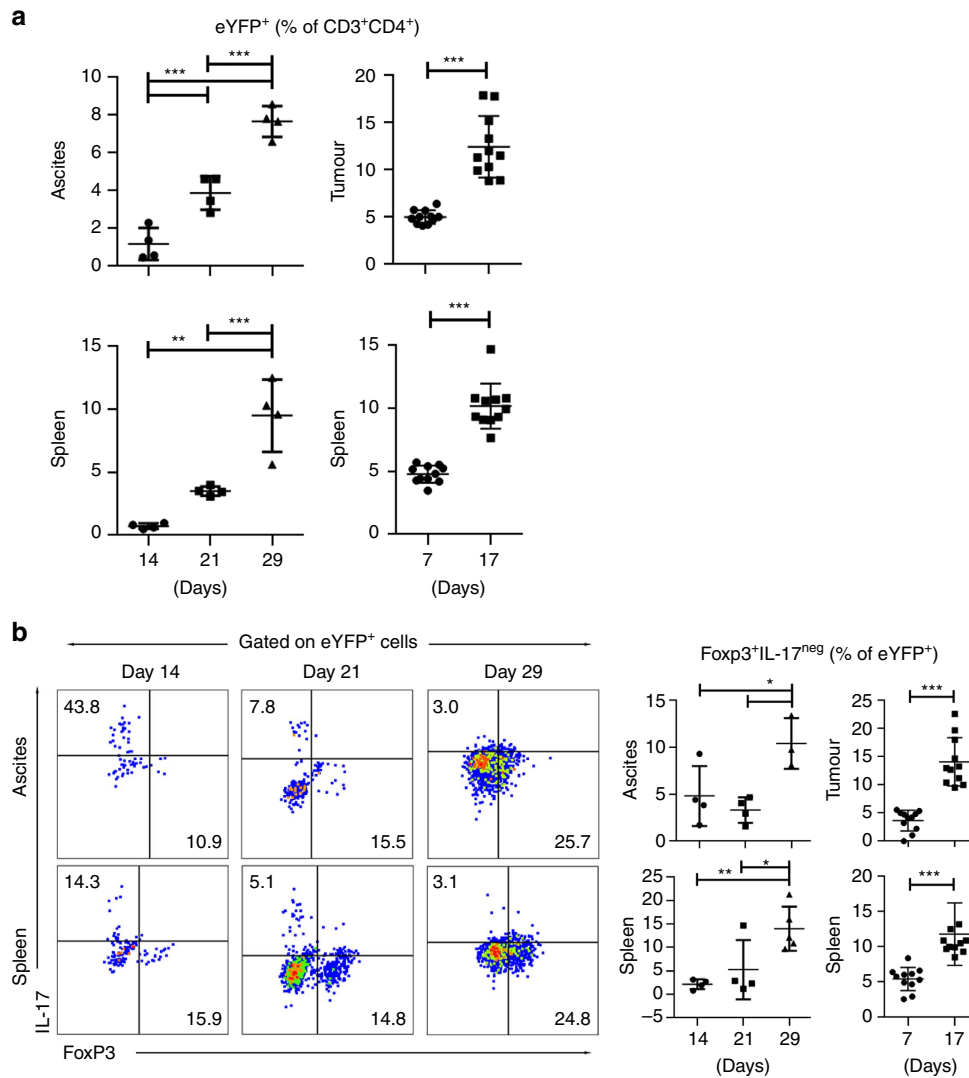 a
eYFP⁺ (% of CD3⁺CD4⁺)
***
***
10
8
6
4
2
0
Ascites
***
20
15
10
5
0
Tumour
***
**
15
10
5
0
Spleen
14 21 29
(Days)
***
15
10
5
0
Spleen
7 17
(Days)
b
Gated on eYFP⁺ cells
Day 14 Day 21 Day 29
Ascites
43.8 7.8 3.0
10.9 15.5 25.7
Spleen
14.3 5.1 3.1
15.9 14.8 24.8
IL-17
FoxP3
Foxp3⁺IL-17ⁿᵉᵍ (% of eYFP⁺)
*
15
10
5
0
Ascites
***
25
20
15
10
5
0
Tumour
*
**
25
20
15
10
5
0
−5
Spleen
14 21 29
(Days)
***
20
15
10
5
0
Spleen
7 17
(Days)